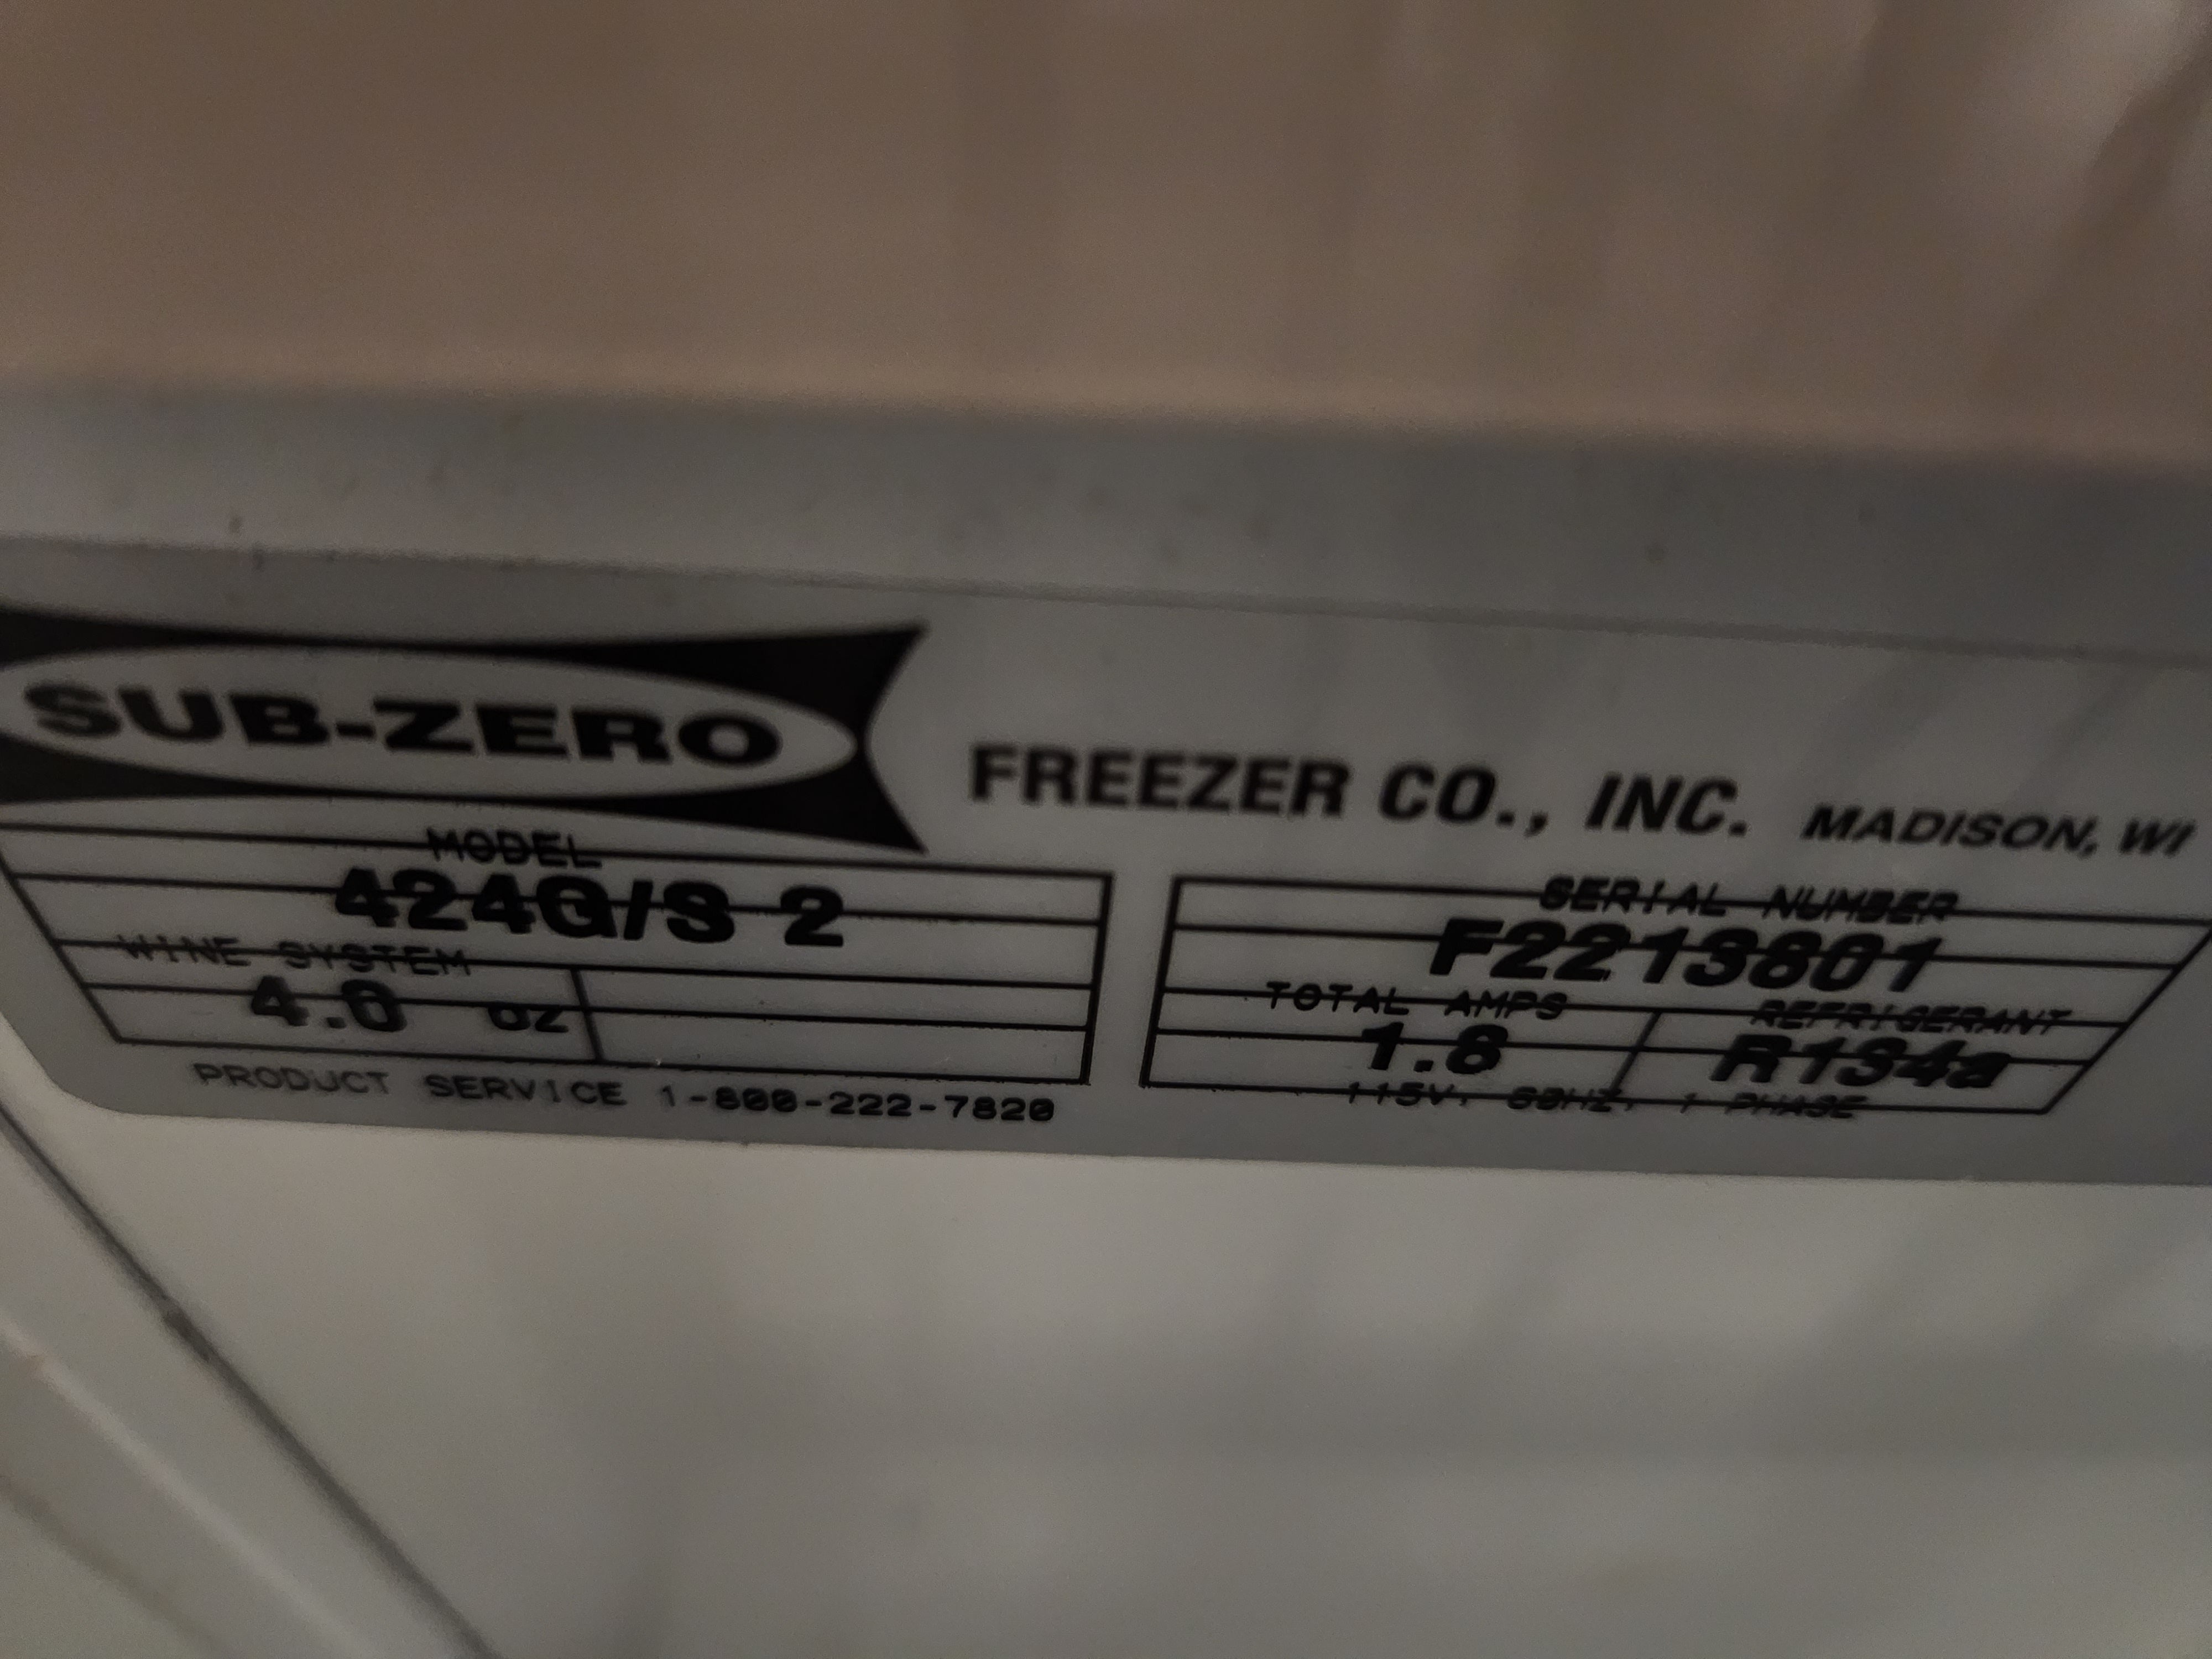 SUB-ZERO FREEZER CO., INC. MADISON, WI
MODEL
424G/S 2
WINE SYSTEM
4.0 oz
PRODUCT SERVICE 1-800-222-7820
SERIAL NUMBER
F2213801
TOTAL AMPS REFRIGERANT
1.8 R134a
115V, 60HZ, 1 PHASE